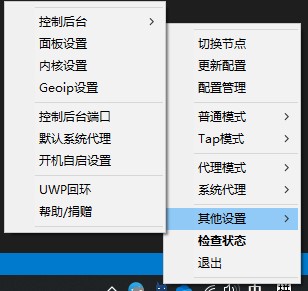 控制后台
面板设置
内核设置
Geoip设置
控制后台端口
默认系统代理
开机自启设置
UWP回环
帮助/捐赠
切换节点
更新配置
配置管理
普通模式
Tap模式
代理模式
系统代理
其他设置
检查状态
退出
中